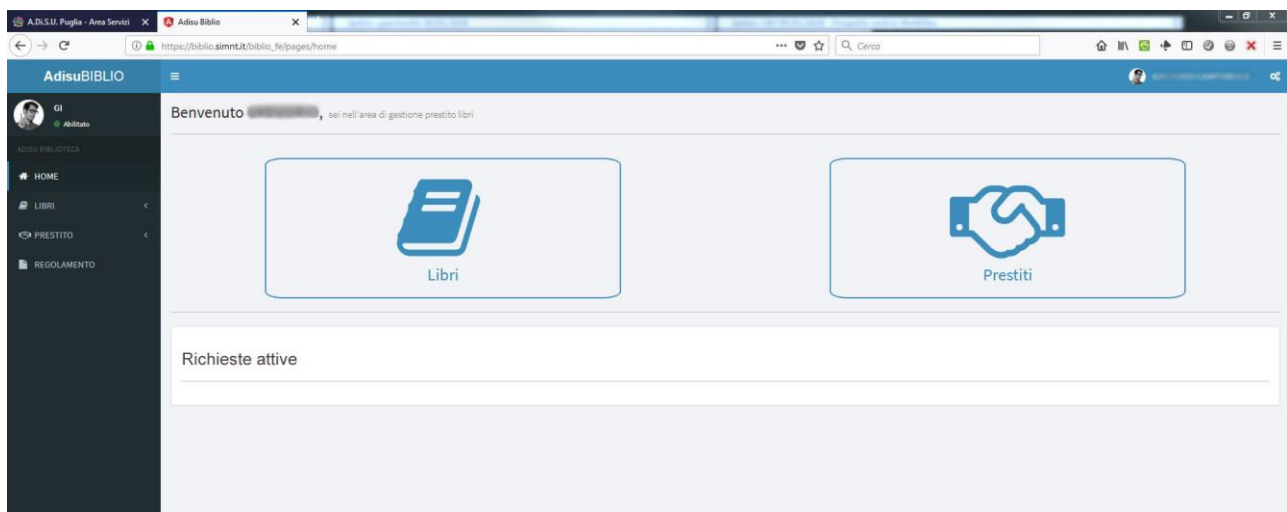 A.Di.S.U. Puglia - Area Servizi
Adisu Biblio
https://biblio.simnt.it/biblio_fe/pages/home
Cerca
AdisuBIBLIO
GI
Abilitato
Benvenuto , sei nell'area di gestione prestito libri
ADISU BIBLIOTECA
HOME
LIBRI
PRESTITO
REGOLAMENTO
Libri
Prestiti
Richieste attive